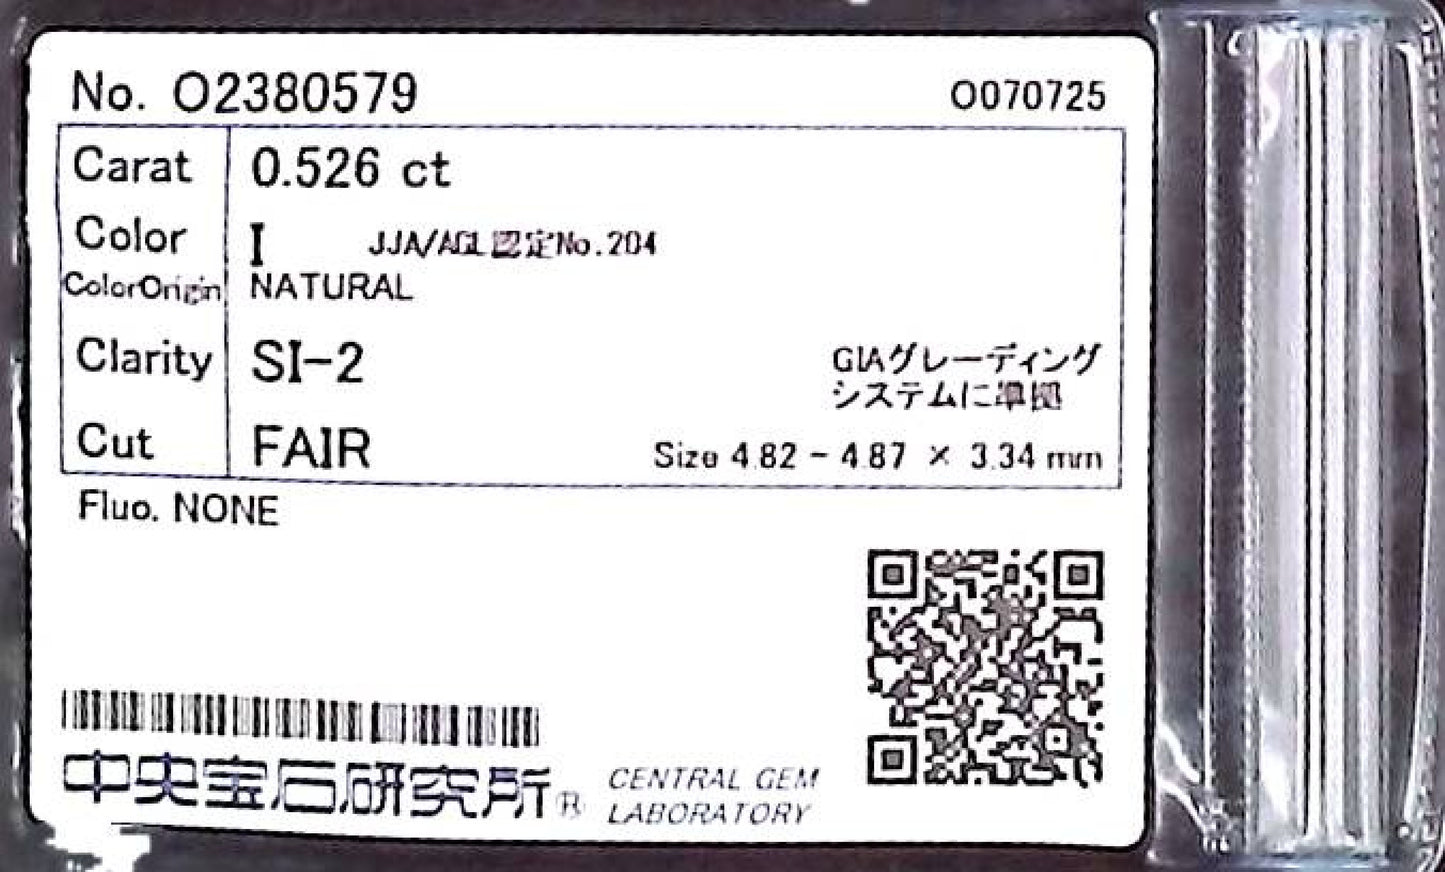 No. O2380579 O070725
Carat 0.526 ct
Color I JJA/AGL認定No.204
ColorOrigin NATURAL
Clarity SI-2 GIAグレーディング
システムに準拠
Cut FAIR Size 4.82 - 4.87 × 3.34 mm
Fluo. NONE
中央宝石研究所® CENTRAL GEM
LABORATORY